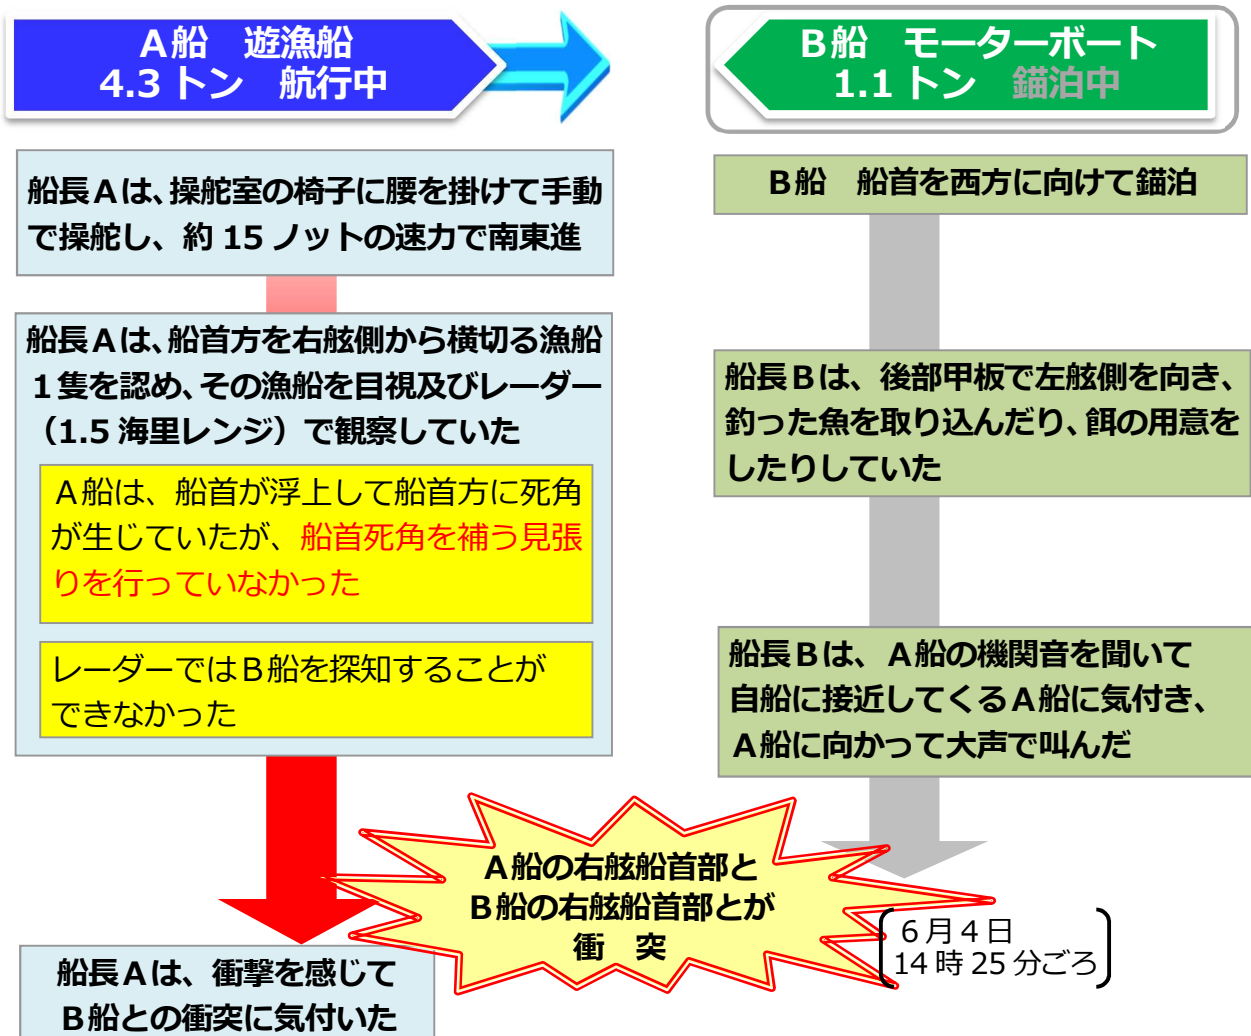 A船 遊漁船
4.3トン 航行中
B船 モーターボート
1.1トン 錨泊中
船長Aは、操舵室の椅子に腰を掛けて手動
で操舵し、約15ノットの速力で南東進
船長Aは、船首方を右舷側から横切る漁船
1隻を認め、その漁船を目視及びレーダー
（1.5海里レンジ）で観察していた
A船は、船首が浮上して船首方に死角
が生じていたが、船首死角を補う見張
りを行っていなかった
レーダーではB船を探知することが
できなかった
B船 船首を西方に向けて錨泊
船長Bは、後部甲板で左舷側を向き、
釣った魚を取り込んだり、餌の用意を
したりしていた
船長Bは、A船の機関音を聞いて
自船に接近してくるA船に気付き、
A船に向かって大声で叫んだ
A船の右舷船首部と
B船の右舷船首部とが
衝 突
6月4日
14時25分ごろ
船長Aは、衝撃を感じて
B船との衝突に気付いた